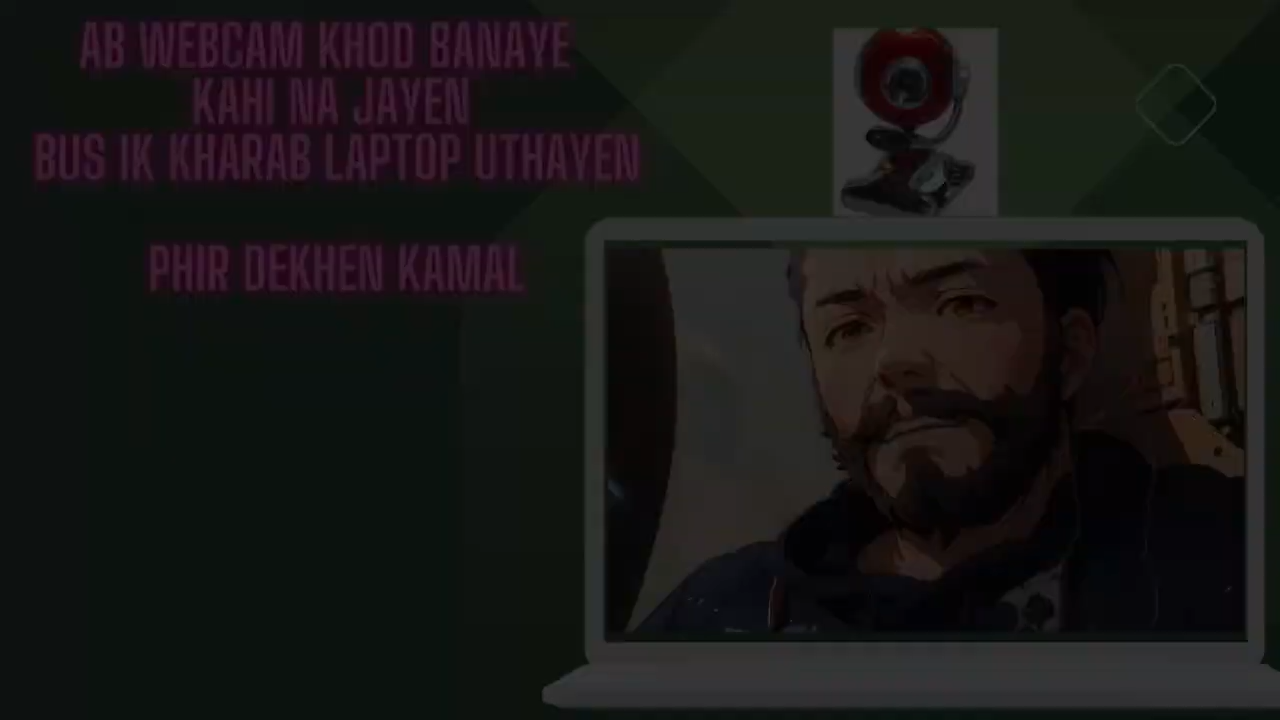 AB WEBCAM KHOD BANAYE
KAHI NA JAYEN
BUS IK KHARAB LAPTOP UTHAYEN
PHIR DEKHEN KAMAL